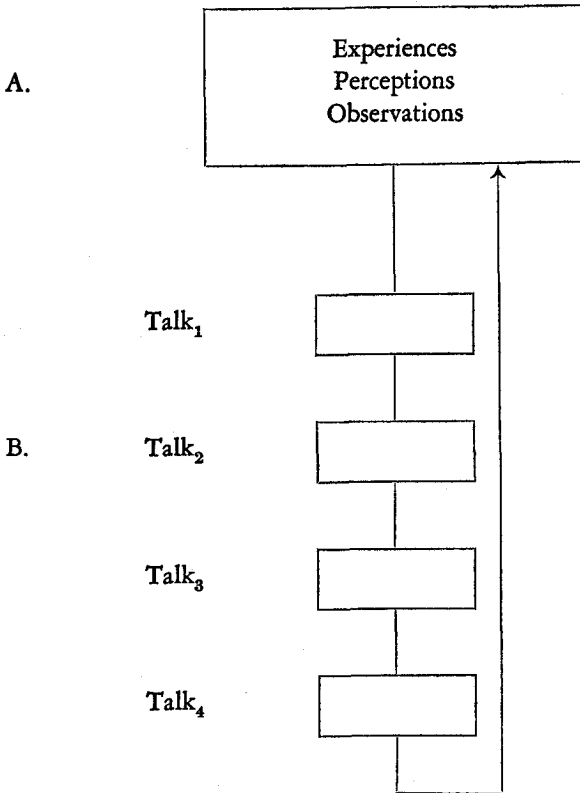 A.
Experiences
Perceptions
Observations
Talk₁
B.
Talk₂
Talk₃
Talk₄